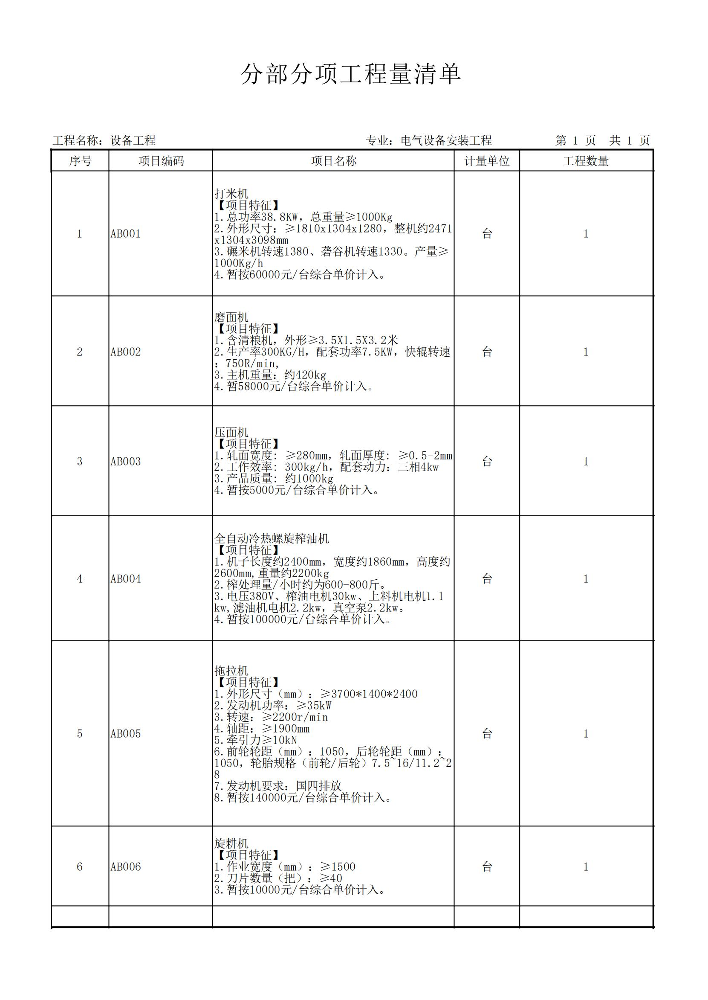 分部分项工程量清单
工程名称：设备工程 专业：电气设备安装工程 第 1 页 共 1 页
序号 项目编码 项目名称 计量单位 工程数量
1 AB001 台 1
打米机
【项目特征】
1.总功率38.8KW，总重量≥1000Kg
2.外形尺寸：≥1810x1304x1280，整机约2471
x1304x3098mm
3.碾米机转速1380、砻谷机转速1330。产量≥
1000Kg/h
4.暂按60000元/台综合单价计入。
2 AB002 台 1
磨面机
【项目特征】
1.含清粮机，外形≥3.5X1.5X3.2米
2.生产率300KG/H，配套功率7.5KW，快辊转速
：750R/min,
3.主机重量：约420kg
4.暂58000元/台综合单价计入。
3 AB003 台 1
压面机
【项目特征】
1.轧面宽度: ≥280mm，轧面厚度: ≥0.5-2mm
2.工作效率: 300kg/h，配套动力：三相4kw
3.产品质量: 约1000kg
4.暂按5000元/台综合单价计入。
4 AB004 台 1
全自动冷热螺旋榨油机
【项目特征】
1.机子长度约2400mm，宽度约1860mm，高度约
2600mm,重量约2200kg
2.榨处理量/小时约为600-800斤。
3.电压380V、榨油电机30kw、上料机电机1.1
kw,滤油机电机2.2kw，真空泵2.2kw。
4.暂按100000元/台综合单价计入。
5 AB005 台 1
拖拉机
【项目特征】
1.外形尺寸（mm）：≥3700*1400*2400
2.发动机功率：≥35kW
3.转速：≥2200r/min
4.轴距：≥1900mm
5.牵引力≥10kN
6.前轮轮距（mm）：1050，后轮轮距（mm）：
1050，轮胎规格（前轮/后轮）7.5~16/11.2~2
8
7.发动机要求：国四排放
8.暂按140000元/台综合单价计入。
6 AB006 台 1
旋耕机
【项目特征】
1.作业宽度（mm）：≥1500
2.刀片数量（把）：≥40
3.暂按10000元/台综合单价计入。